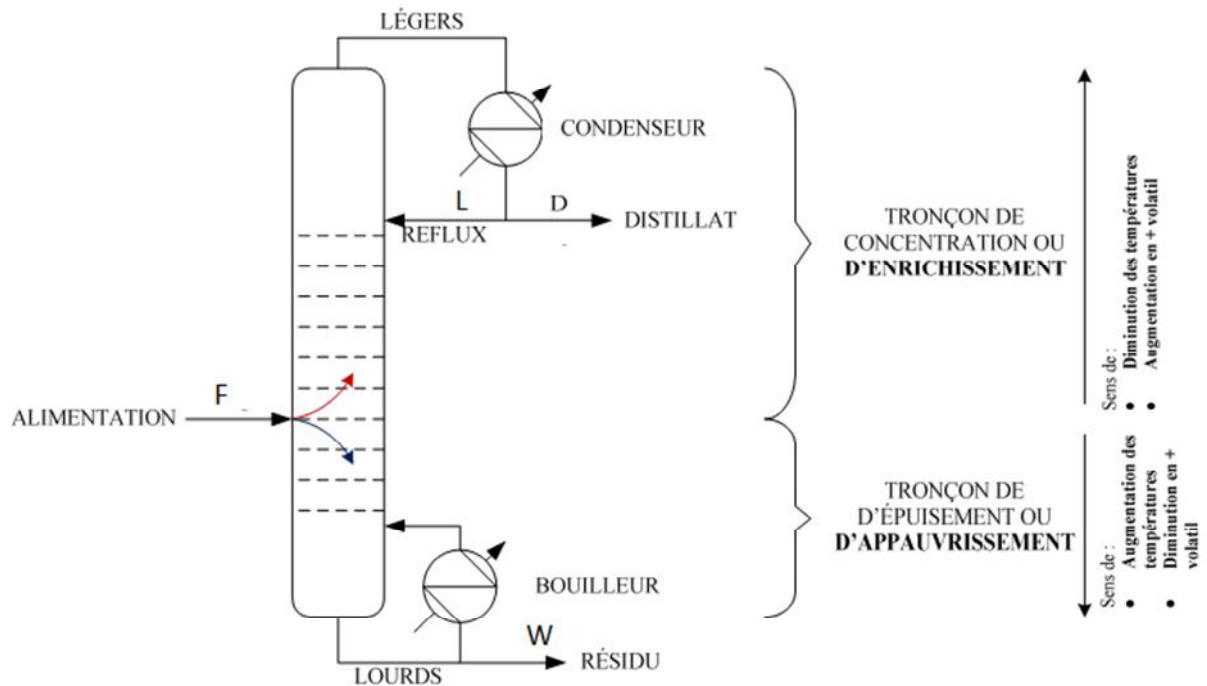 LÉGERS
CONDENSEUR
L
D
REFLUX
DISTILLAT
F
ALIMENTATION
BOUILLEUR
W
RÉSIDU
LOURDS
TRONÇON DE
CONCENTRATION OU
D'ENRICHISSEMENT
TRONÇON DE
D'ÉPUISEMENT OU
D'APPAUVRISSEMENT
Sens de :
• Diminution des températures
• Augmentation en + volatil
Sens de :
• Augmentation des
températures
• Diminution en +
volatil